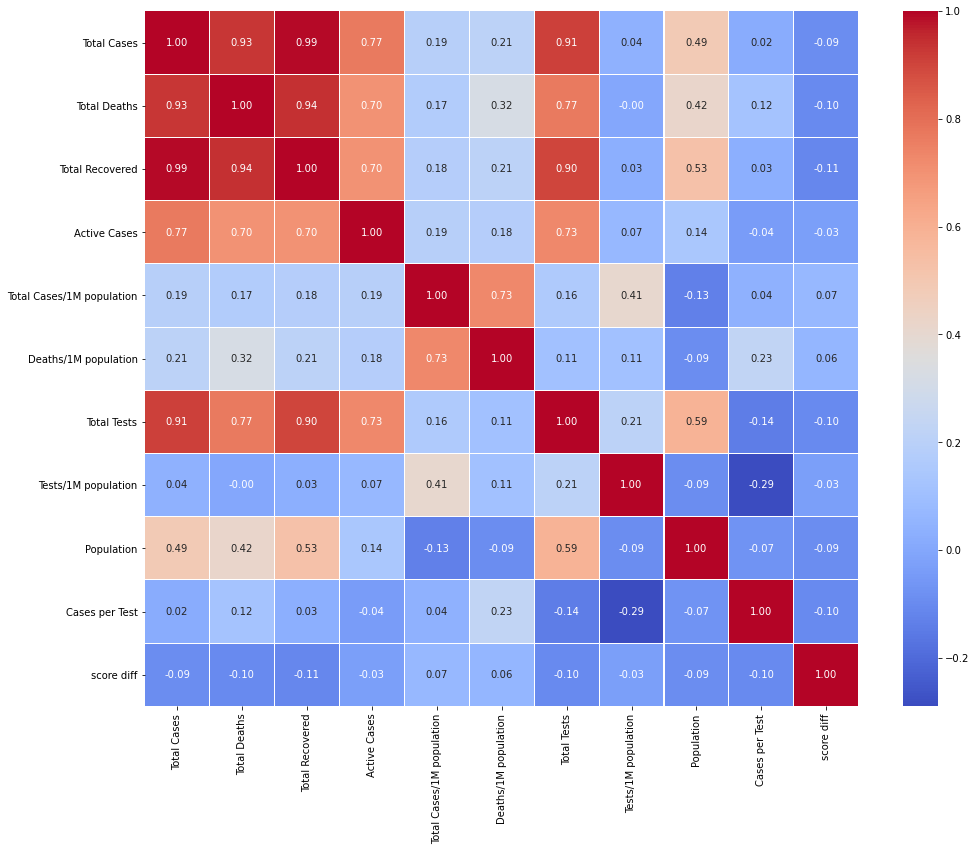 Total Cases 1.00 0.93 0.99 0.77 0.19 0.21 0.91 0.04 0.49 0.02 -0.09
Total Deaths 0.93 1.00 0.94 0.70 0.17 0.32 0.77 -0.00 0.42 0.12 -0.10
Total Recovered 0.99 0.94 1.00 0.70 0.18 0.21 0.90 0.03 0.53 0.03 -0.11
Active Cases 0.77 0.70 0.70 1.00 0.19 0.18 0.73 0.07 0.14 -0.04 -0.03
Total Cases/1M population 0.19 0.17 0.18 0.19 1.00 0.73 0.16 0.41 -0.13 0.04 0.07
Deaths/1M population 0.21 0.32 0.21 0.18 0.73 1.00 0.11 0.11 -0.09 0.23 0.06
Total Tests 0.91 0.77 0.90 0.73 0.16 0.11 1.00 0.21 0.59 -0.14 -0.10
Tests/1M population 0.04 -0.00 0.03 0.07 0.41 0.11 0.21 1.00 -0.09 -0.29 -0.03
Population 0.49 0.42 0.53 0.14 -0.13 -0.09 0.59 -0.09 1.00 -0.07 -0.09
Cases per Test 0.02 0.12 0.03 -0.04 0.04 0.23 -0.14 -0.29 -0.07 1.00 -0.10
score diff -0.09 -0.10 -0.11 -0.03 0.07 0.06 -0.10 -0.03 -0.09 -0.10 1.00
Total Cases
Total Deaths
Total Recovered
Active Cases
Total Cases/1M population
Deaths/1M population
Total Tests
Tests/1M population
Population
Cases per Test
score diff
1.0
0.8
0.6
0.4
0.2
0.0
−0.2